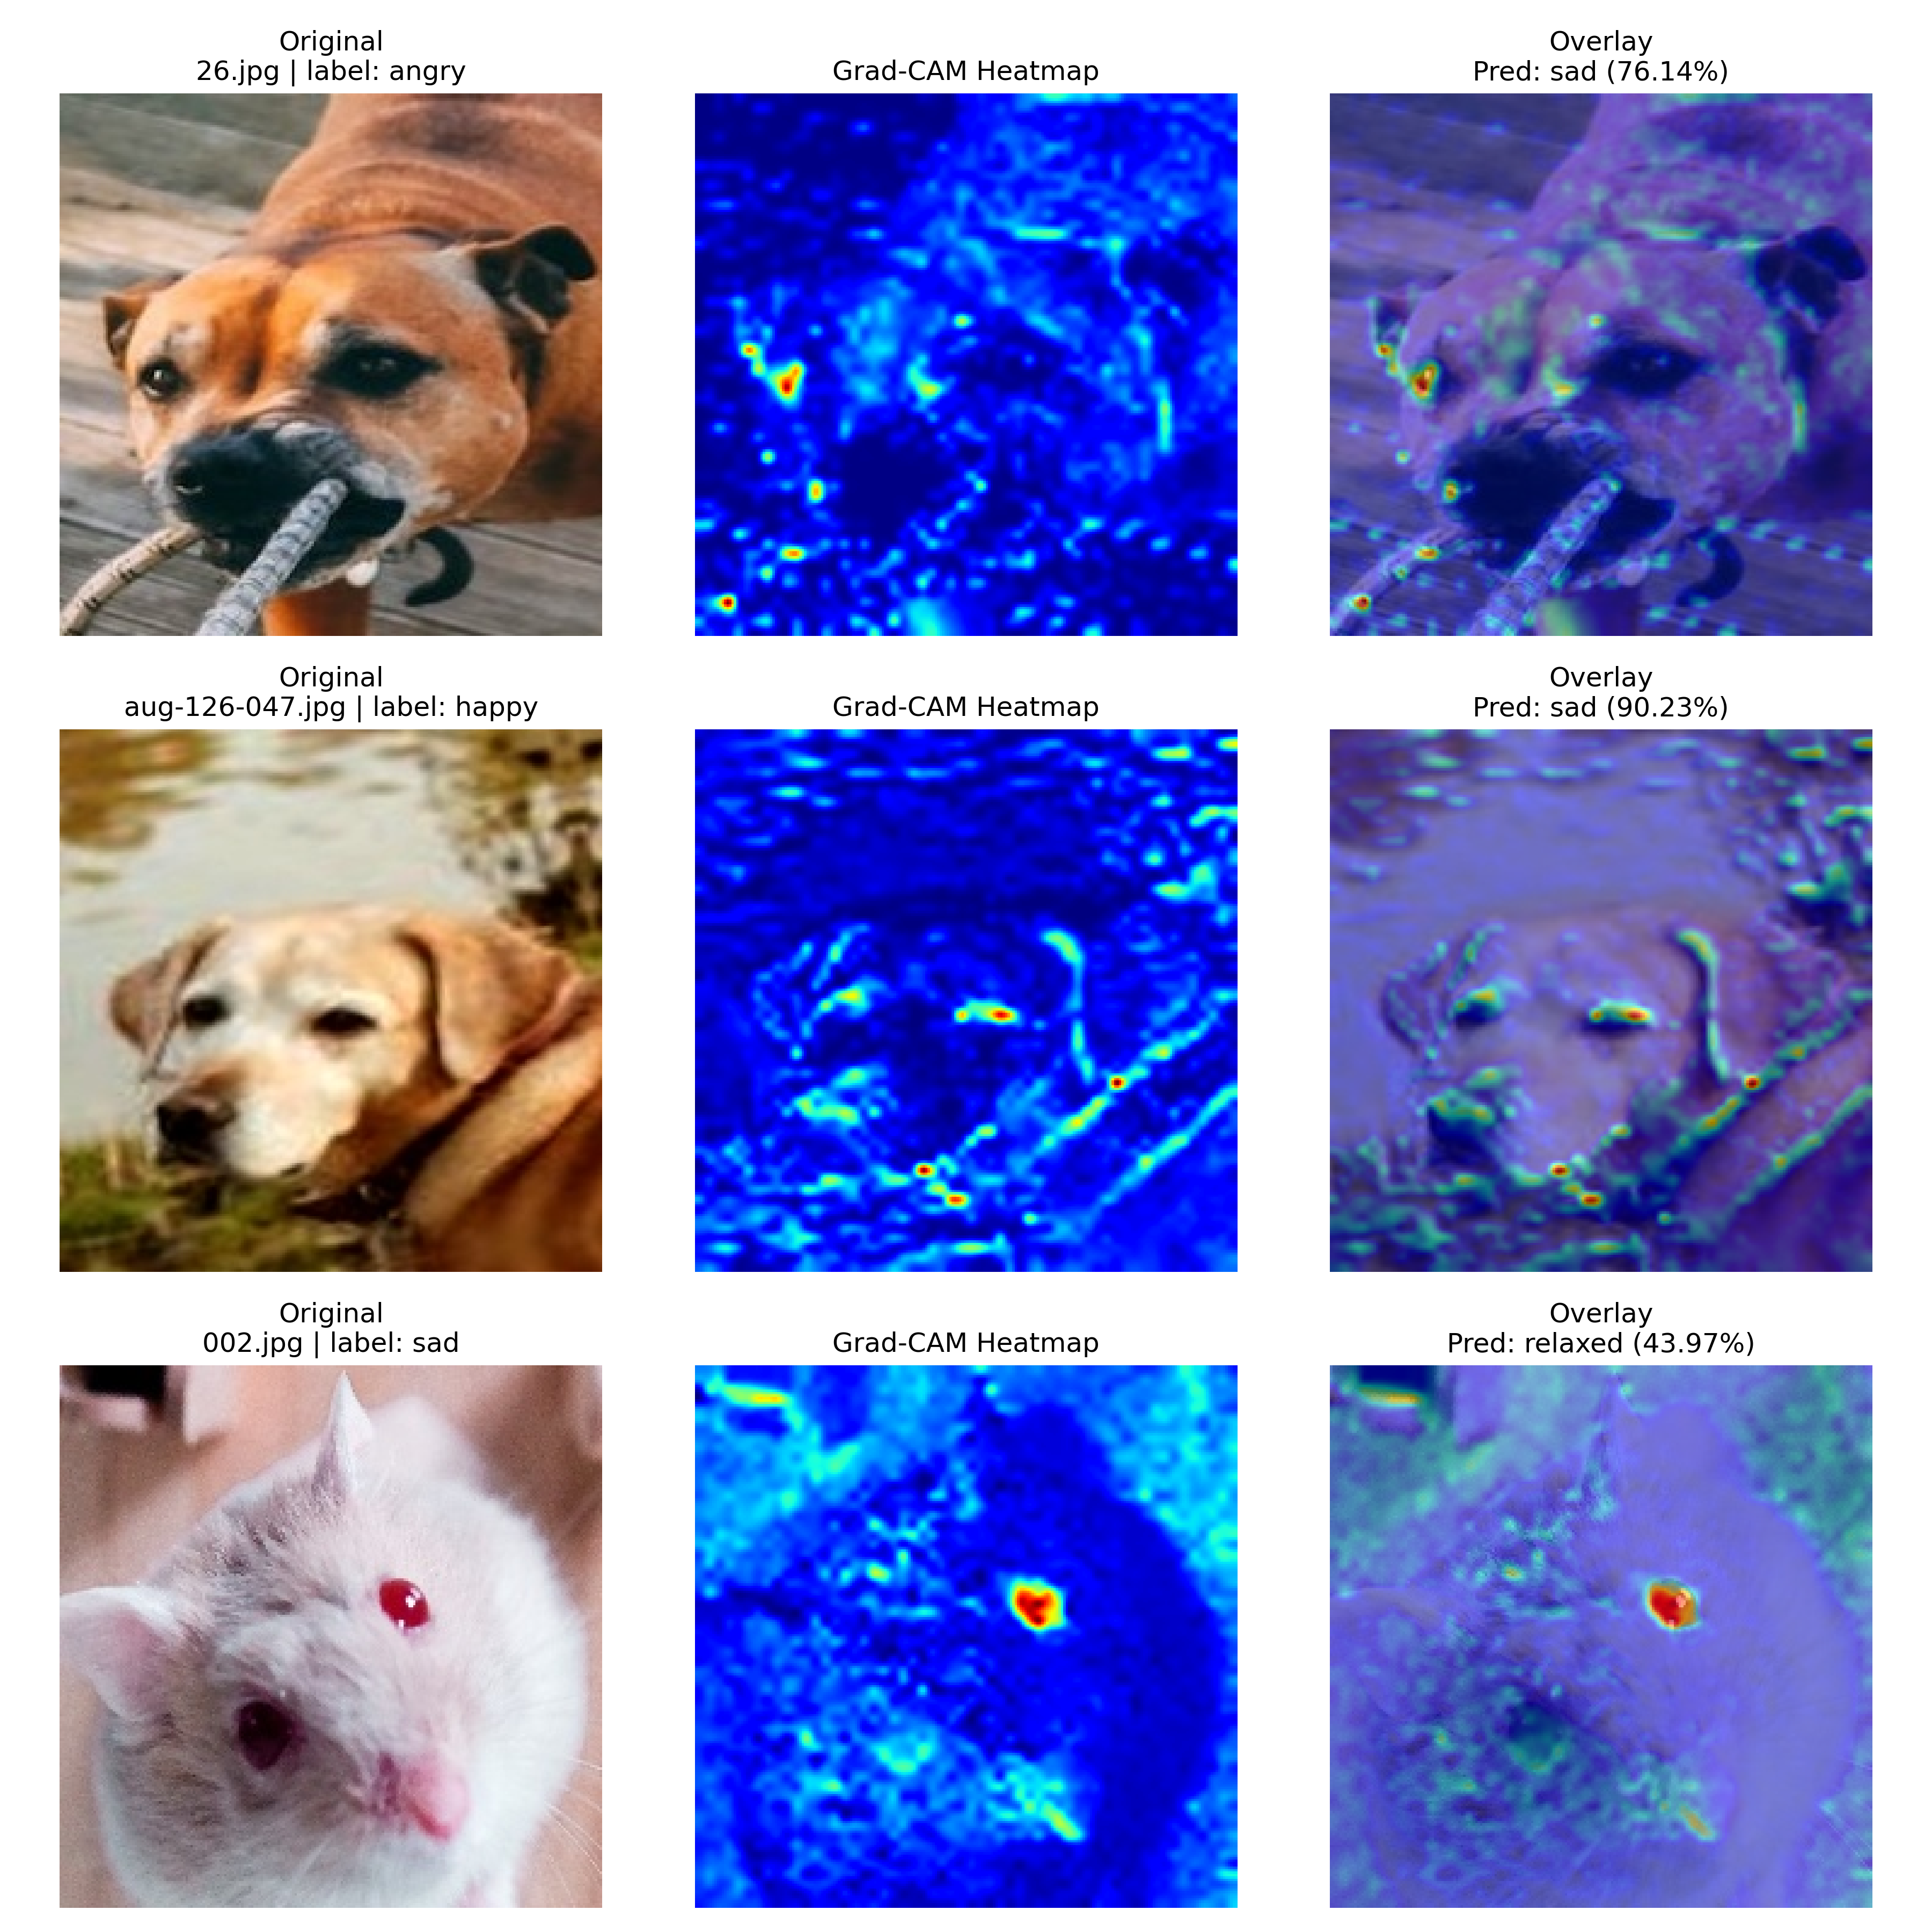 Original
26.jpg | label: angry
Grad-CAM Heatmap
Overlay
Pred: sad (76.14%)
Original
aug-126-047.jpg | label: happy
Grad-CAM Heatmap
Overlay
Pred: sad (90.23%)
Original
002.jpg | label: sad
Grad-CAM Heatmap
Overlay
Pred: relaxed (43.97%)